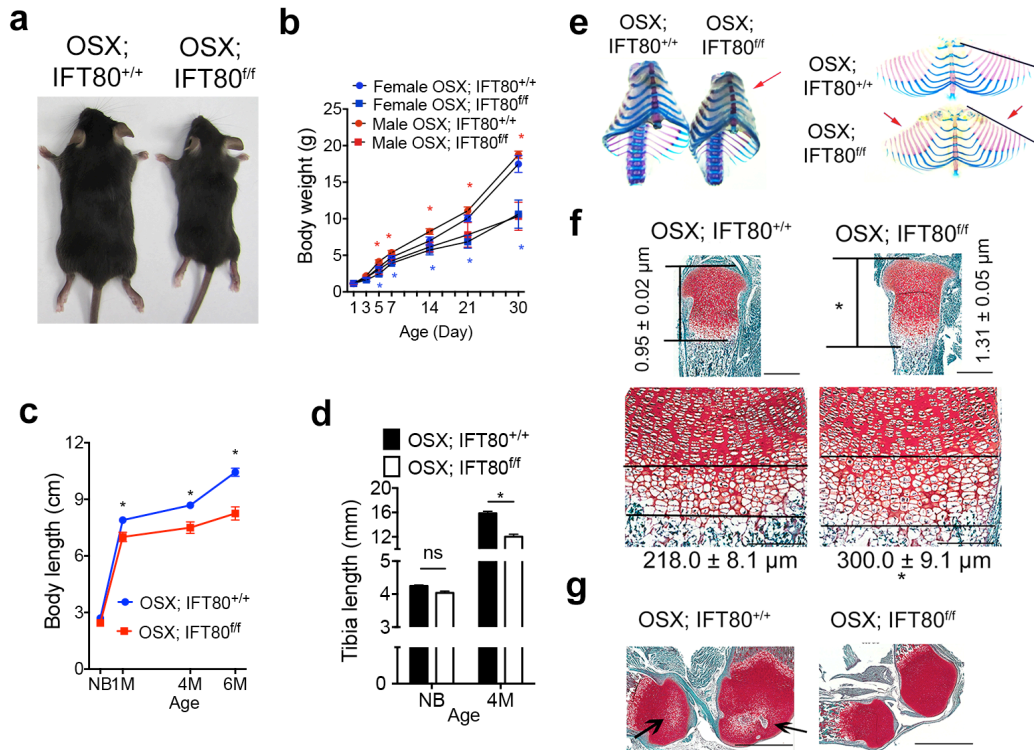 a
OSX;
IFT80+/+
OSX;
IFT80f/f
b
Female OSX; IFT80+/+
Female OSX; IFT80f/f
Male OSX; IFT80+/+
Male OSX; IFT80f/f
Body weight (g)
25
20
15
10
5
0
* * * * *
* * * * *
1 3 5 7 14 21 30
Age (Day)
c
Body length (cm)
12
9
6
3
0
* * *
OSX; IFT80+/+
OSX; IFT80f/f
NB 1M 4M 6M
Age
d
OSX; IFT80+/+
OSX; IFT80f/f
Tibia length (mm)
20
16
12
5
4
3
0
ns
*
NB 4M
Age
e
OSX;
IFT80+/+
OSX;
IFT80f/f
OSX;
IFT80+/+
OSX;
IFT80f/f
f
OSX; IFT80+/+
OSX; IFT80f/f
0.95 ± 0.02 µm
*
1.31 ± 0.05 µm
218.0 ± 8.1 µm
300.0 ± 9.1 µm
*
g
OSX; IFT80+/+
OSX; IFT80f/f